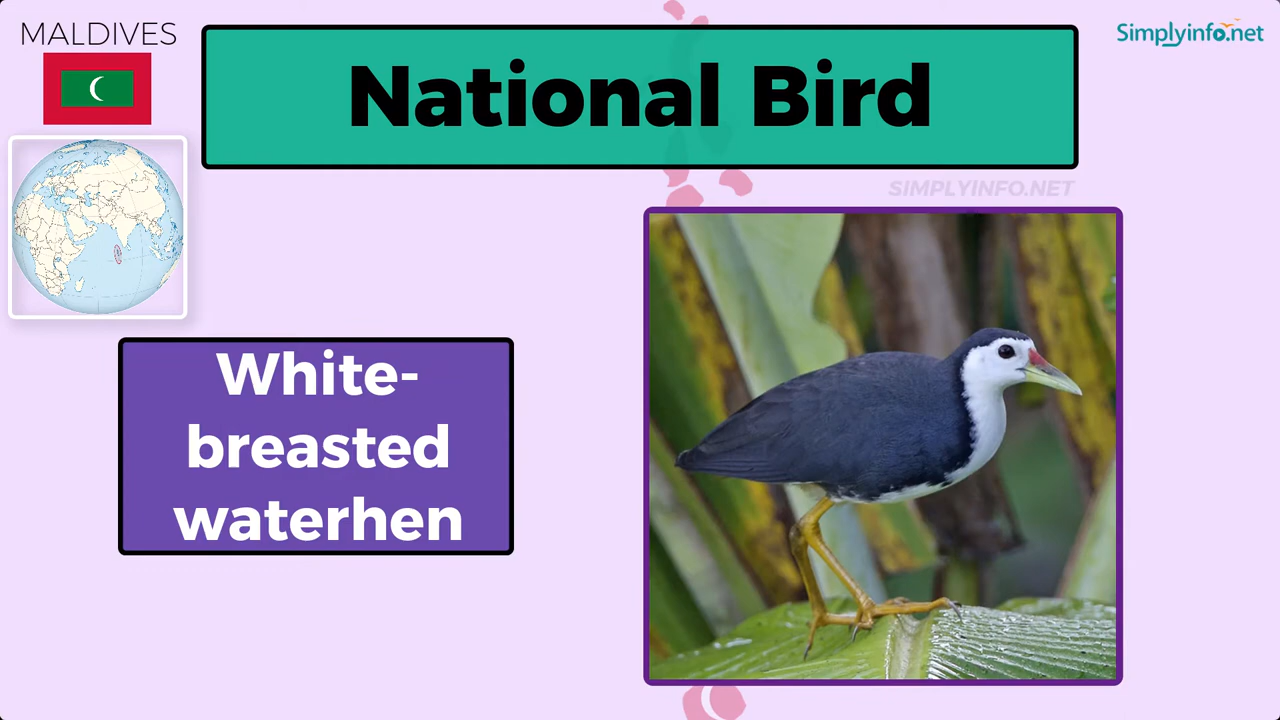 MALDIVES
Simplyinfo.net
National Bird
SIMPLYINFO.NET
White-
breasted
waterhen